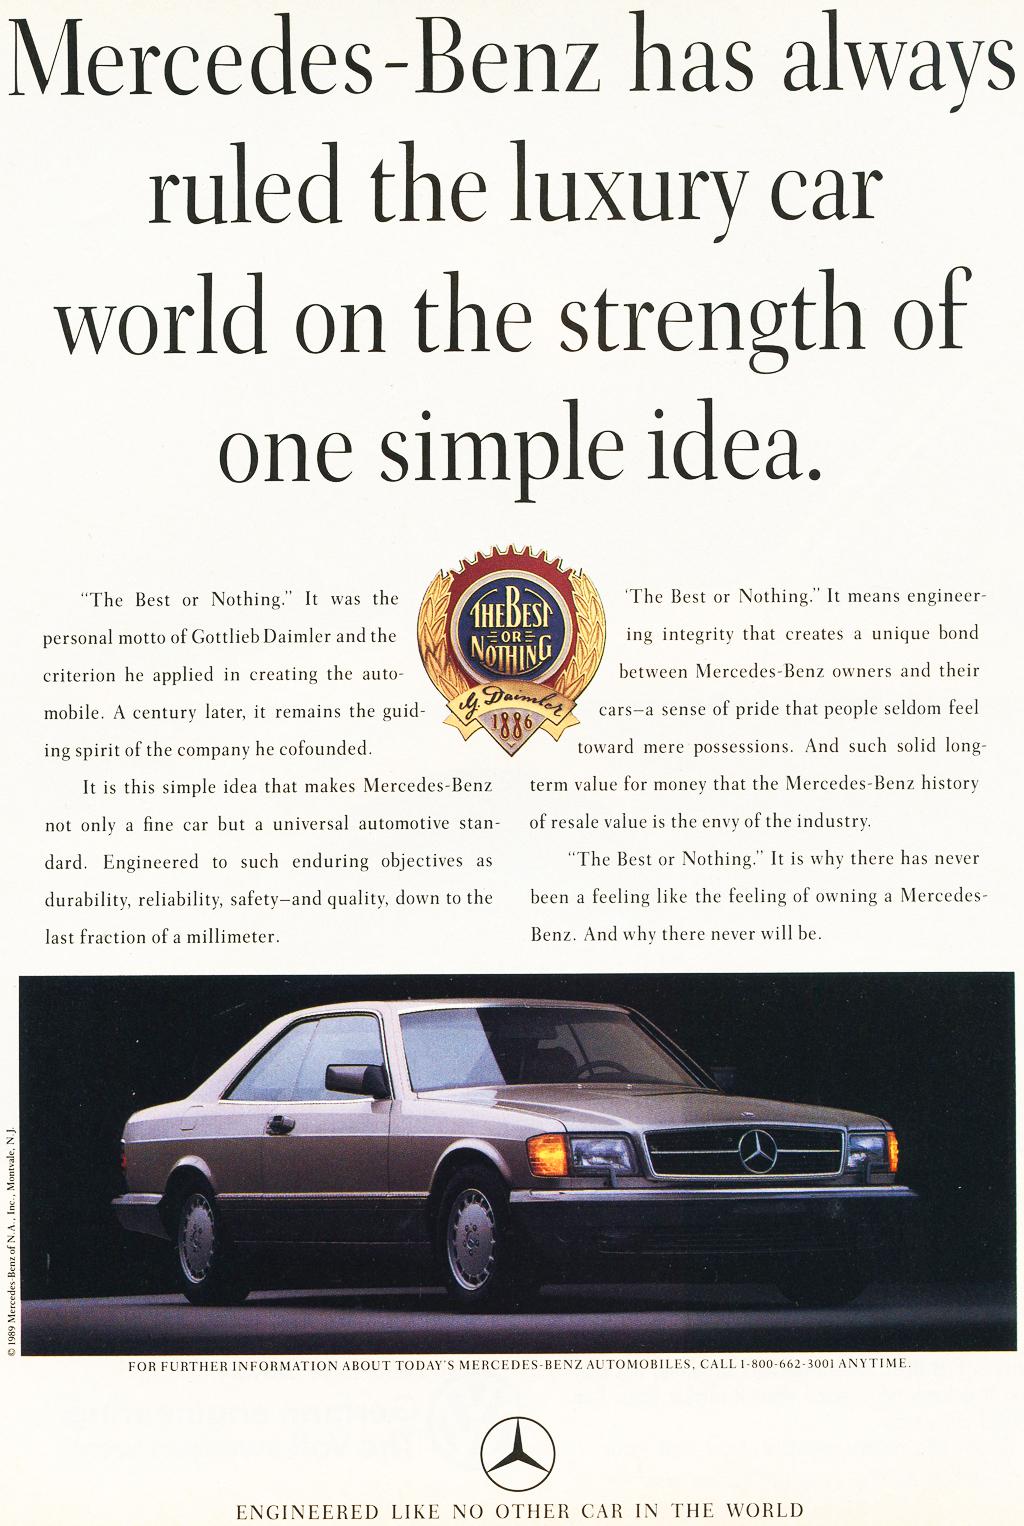 Mercedes-Benz has always
ruled the luxury car
world on the strength of
one simple idea.
"The Best or Nothing." It was the
personal motto of Gottlieb Daimler and the
criterion he applied in creating the auto-
mobile. A century later, it remains the guid-
ing spirit of the company he cofounded.
It is this simple idea that makes Mercedes-Benz
not only a fine car but a universal automotive stan-
dard. Engineered to such enduring objectives as
durability, reliability, safety—and quality, down to the
last fraction of a millimeter.
THE BEST
OR
NOTHING
G. Daimler
1886
'The Best or Nothing." It means engineer-
ing integrity that creates a unique bond
between Mercedes-Benz owners and their
cars—a sense of pride that people seldom feel
toward mere possessions. And such solid long-
term value for money that the Mercedes-Benz history
of resale value is the envy of the industry.
"The Best or Nothing." It is why there has never
been a feeling like the feeling of owning a Mercedes-
Benz. And why there never will be.
© 1989 Mercedes-Benz of N.A., Inc., Montvale, N.J.
FOR FURTHER INFORMATION ABOUT TODAY'S MERCEDES-BENZ AUTOMOBILES, CALL 1-800-662-3001 ANYTIME.
ENGINEERED LIKE NO OTHER CAR IN THE WORLD